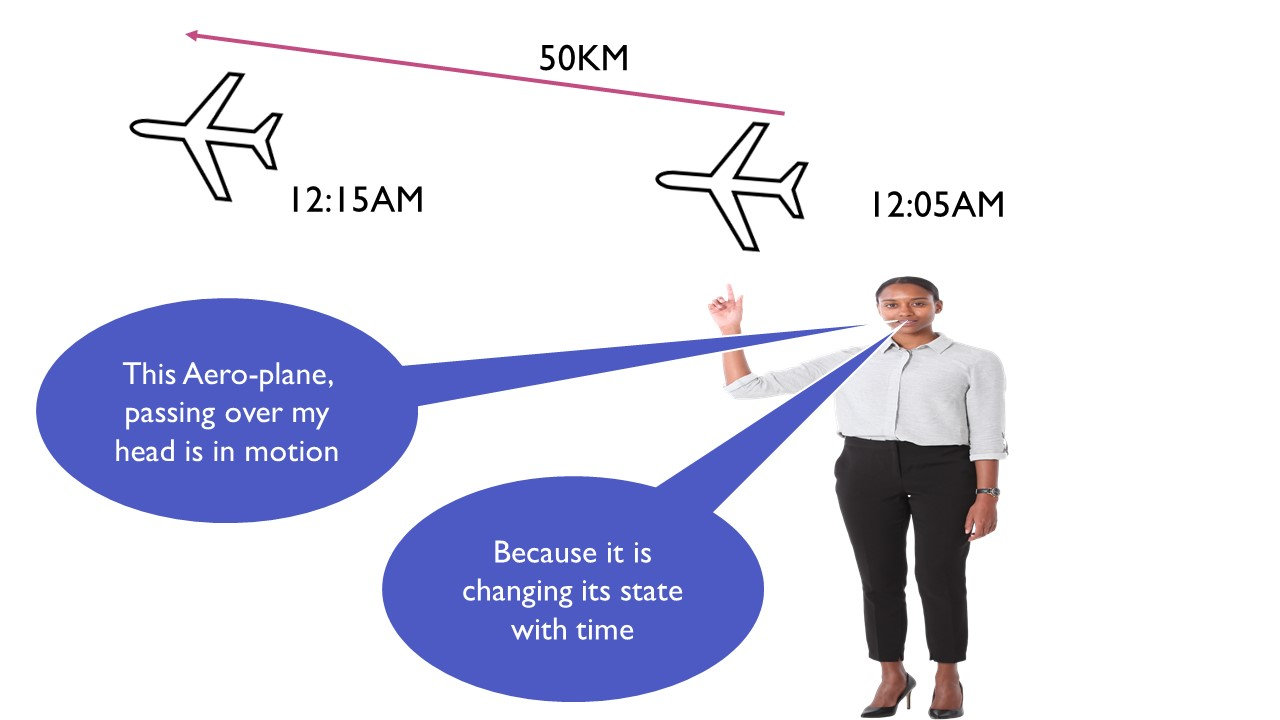 50KM
12:15AM
12:05AM
This Aero-plane,
passing over my
head is in motion
Because it is
changing its state
with time